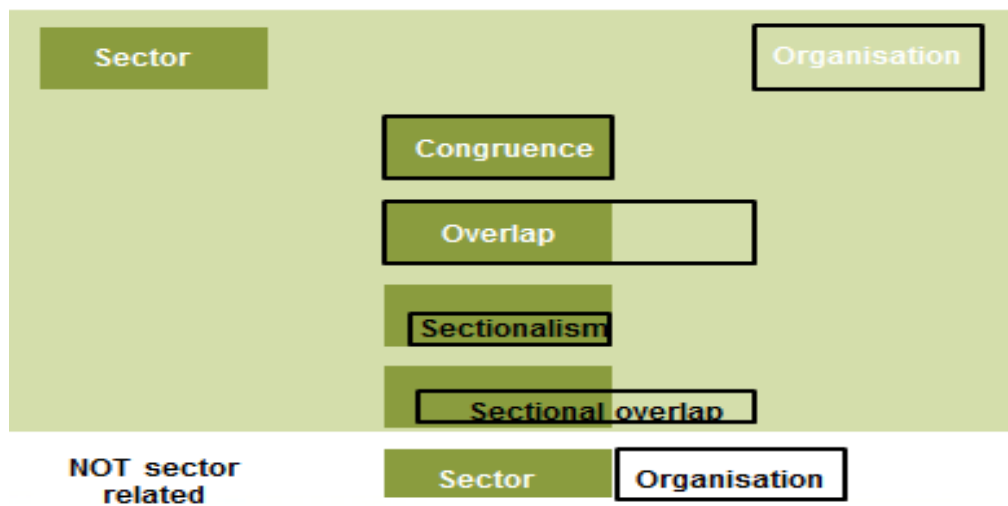 Sector
Organisation
Congruence
Overlap
Sectionalism
Sectional overlap
NOT sector
related
Sector
Organisation